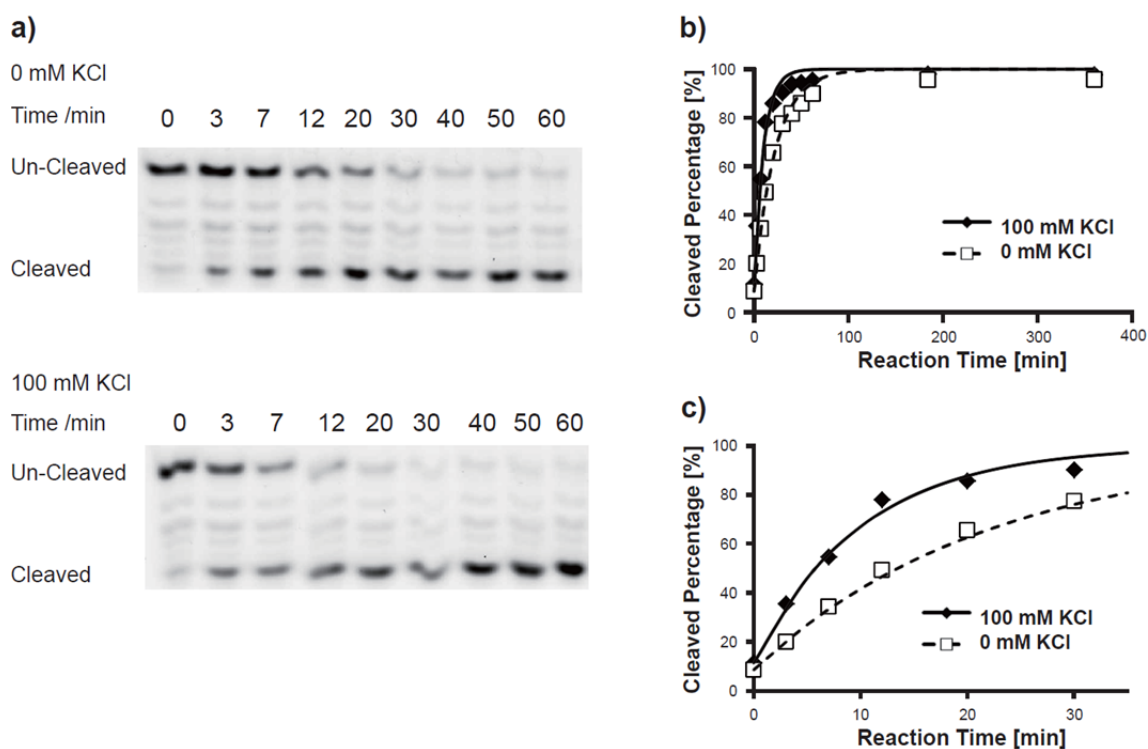 a)
0 mM KCl
Time /min 0 3 7 12 20 30 40 50 60
Un-Cleaved
Cleaved
100 mM KCl
Time /min 0 3 7 12 20 30 40 50 60
Un-Cleaved
Cleaved
b)
Cleaved Percentage [%]
100
80
60
40
20
0
100 mM KCl
0 mM KCl
0 100 200 300 400
Reaction Time [min]
c)
Cleaved Percentage [%]
100
80
60
40
20
0
100 mM KCl
0 mM KCl
0 10 20 30
Reaction Time [min]